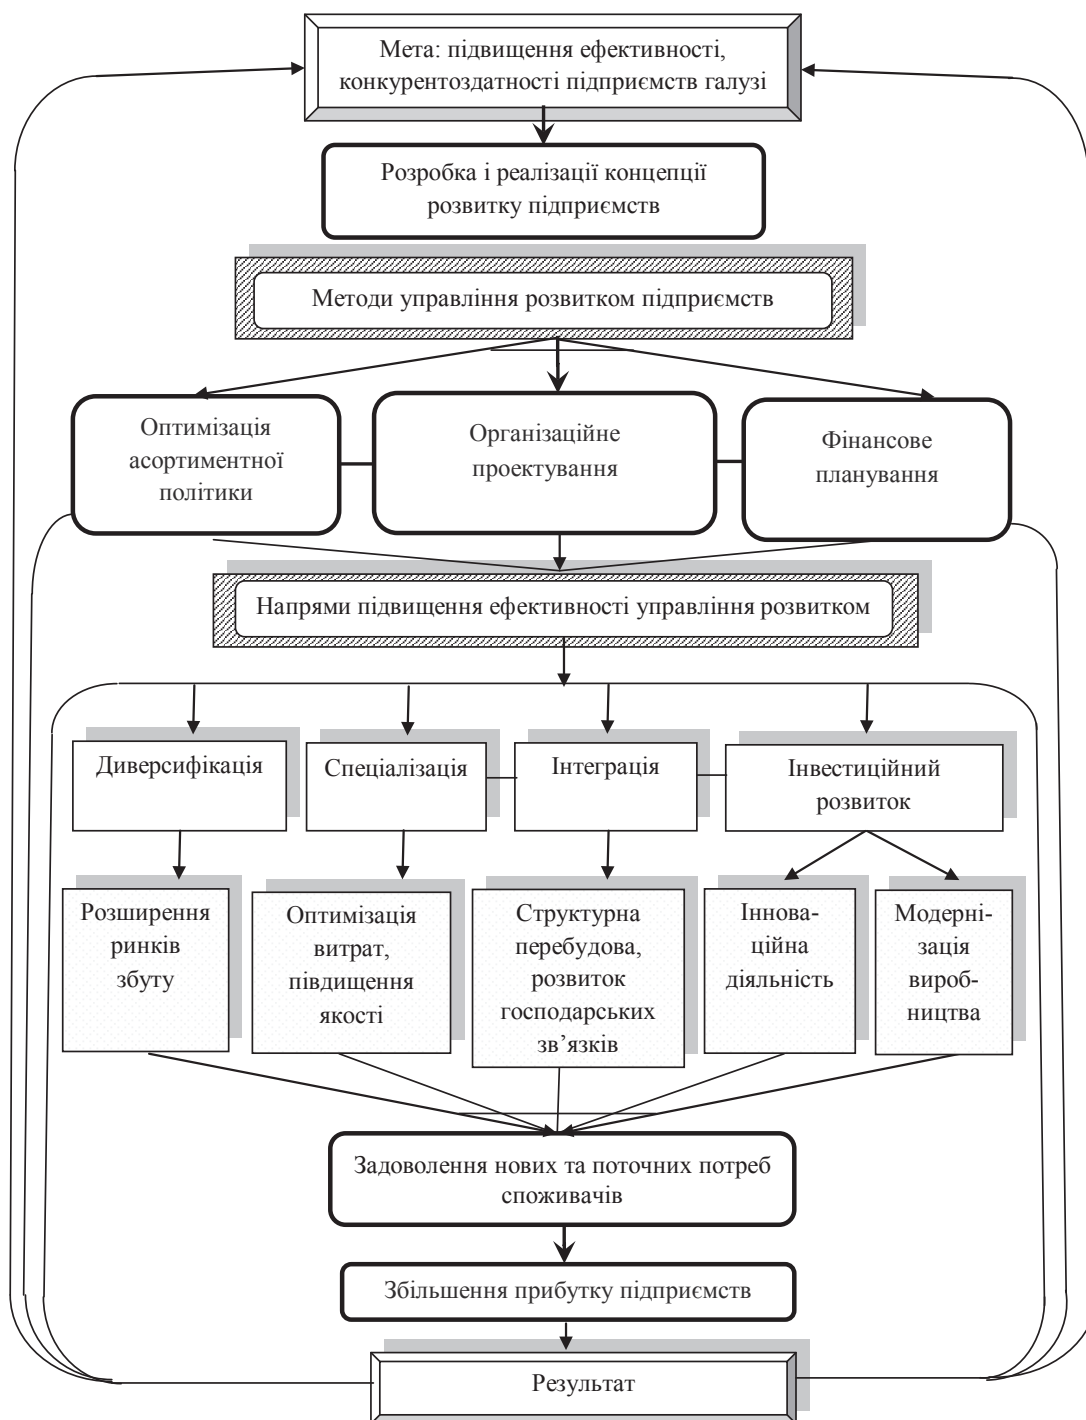 Мета: підвищення ефективності,
конкурентоздатності підприємств галузі
Розробка і реалізації концепції
розвитку підприємств
Методи управління розвитком підприємств
Оптимізація
асортиментної
політики
Організаційне
проектування
Фінансове
планування
Напрями підвищення ефективності управління розвитком
Диверсифікація
Спеціалізація
Інтеграція
Інвестиційний
розвиток
Розширення
ринків
збуту
Оптимізація
витрат,
півдищення
якості
Структурна
перебудова,
розвиток
господарських
зв’язків
Іннова-
ційна
діяльність
Модерні-
зація
вироб-
ництва
Задоволення нових та поточних потреб
споживачів
Збільшення прибутку підприємств
Результат